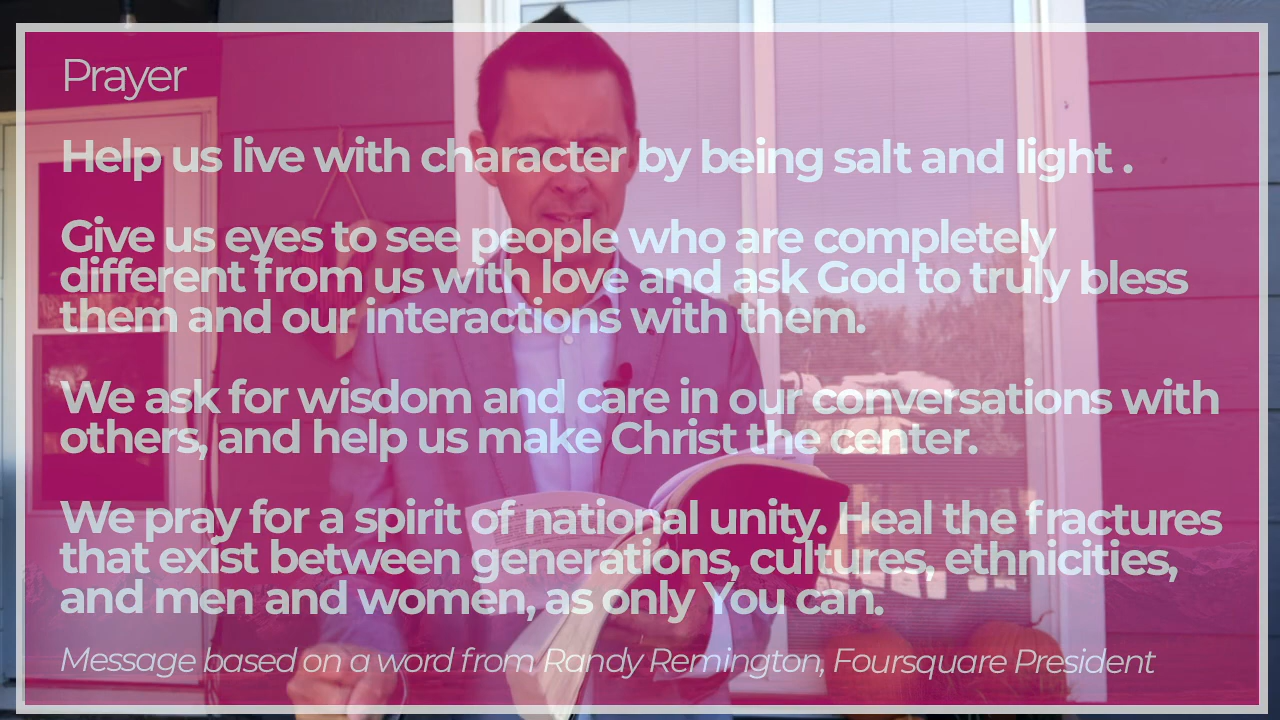 Prayer
Help us live with character by being salt and light .
Give us eyes to see people who are completely
different from us with love and ask God to truly bless
them and our interactions with them.
We ask for wisdom and care in our conversations with
others, and help us make Christ the center.
We pray for a spirit of national unity. Heal the fractures
that exist between generations, cultures, ethnicities,
and men and women, as only You can.
Message based on a word from Randy Remington, Foursquare President